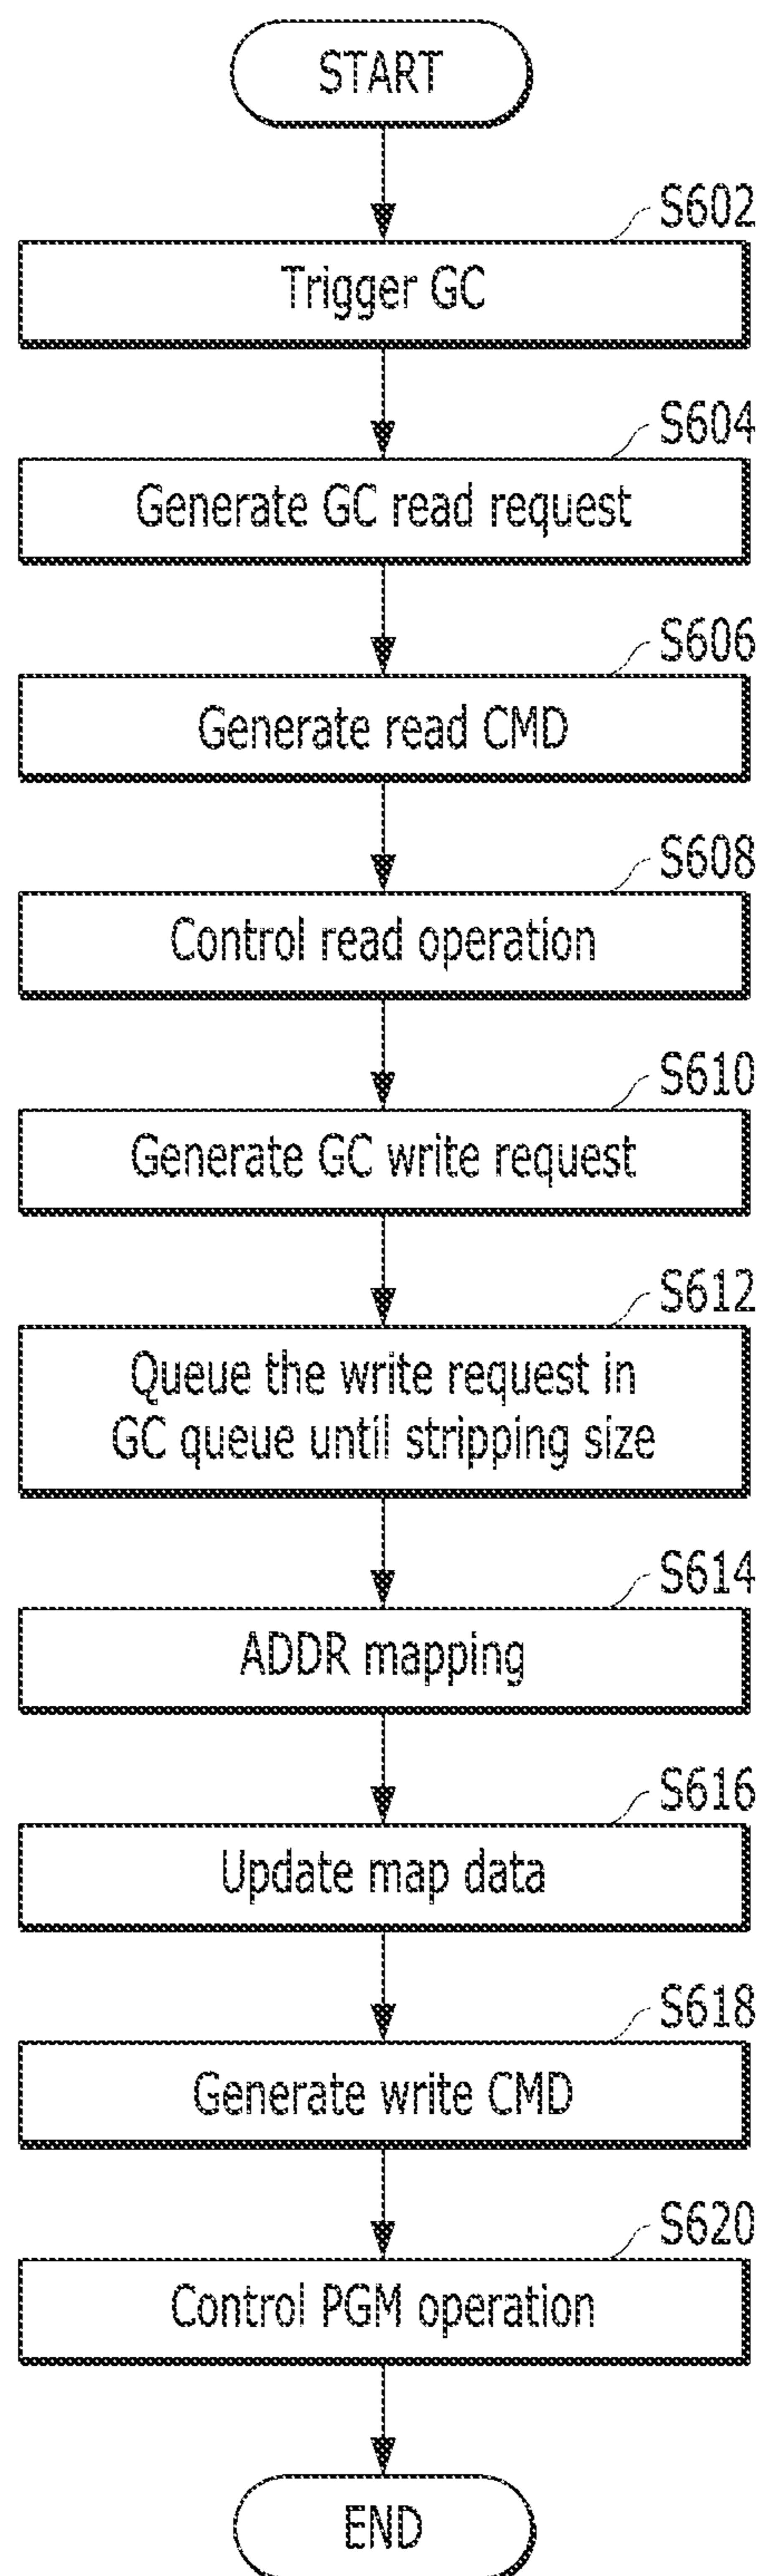 START
S602
Trigger GC
S604
Generate GC read request
S606
Generate read CMD
S608
Control read operation
S610
Generate GC write request
S612
Queue the write request in
GC queue until stripping size
S614
ADDR mapping
S616
Update map data
S618
Generate write CMD
S620
Control PGM operation
END